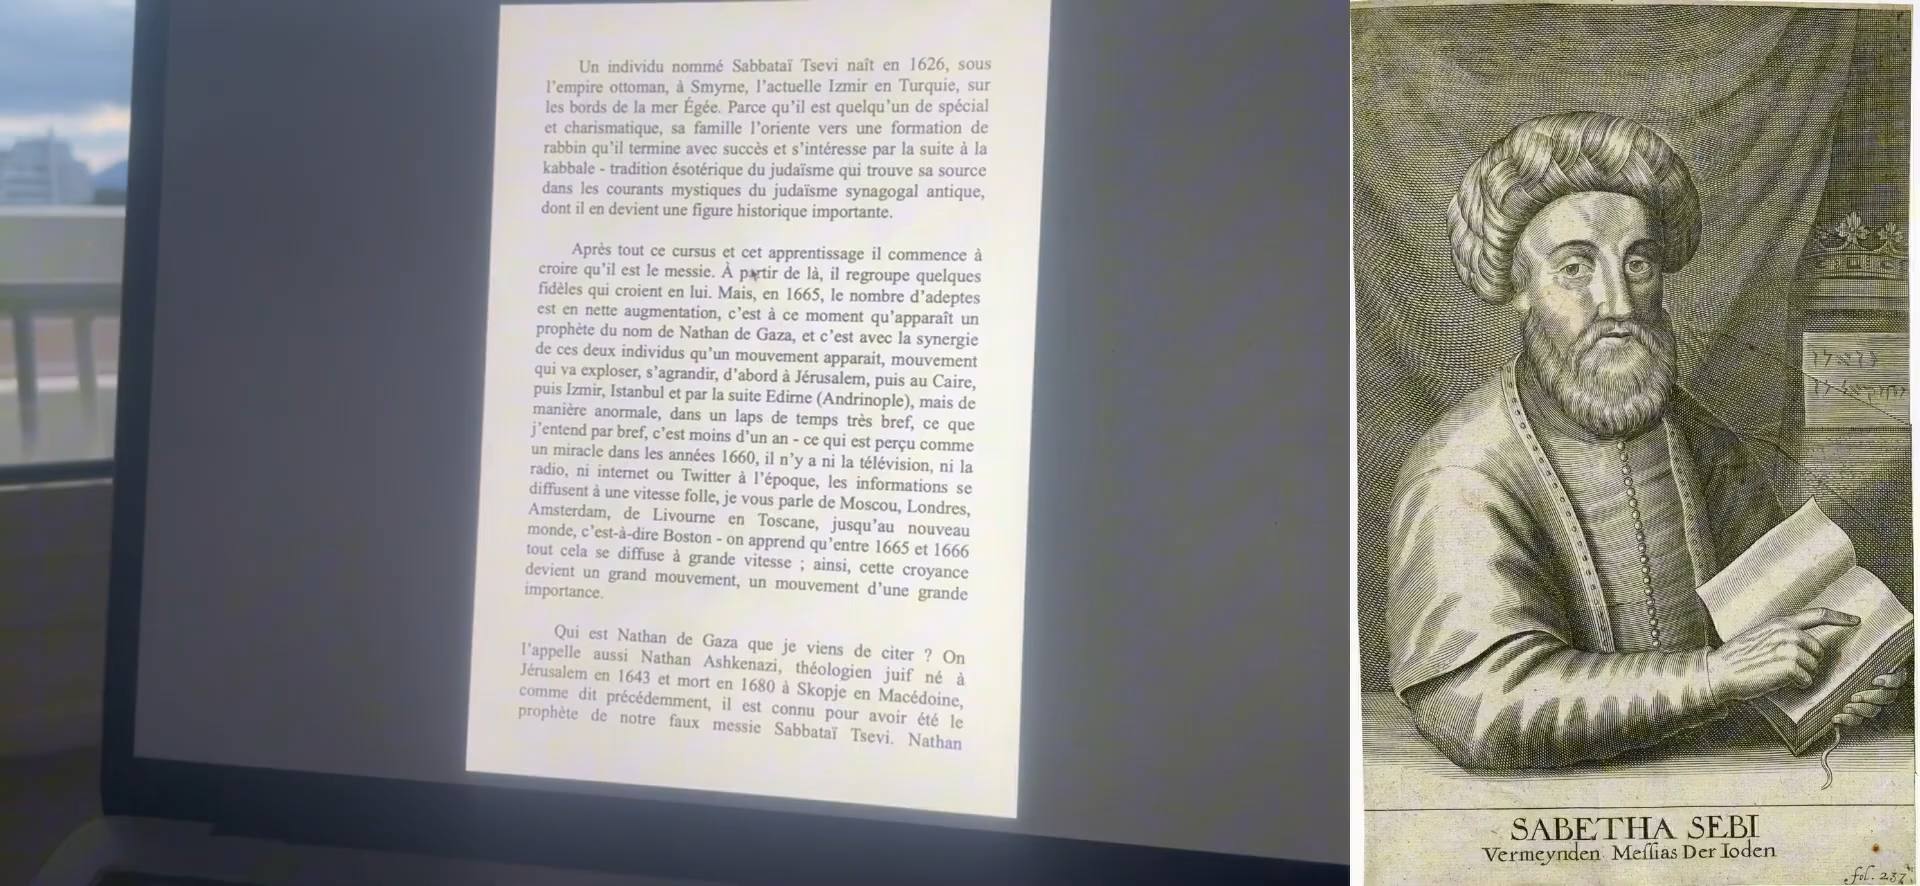 Un individu nommé Sabbataï Tsevi naît en 1626, sous
l'empire ottoman, à Smyrne, l'actuelle Izmir en Turquie, sur
les bords de la mer Égée. Parce qu'il est quelqu'un de spécial
et charismatique, sa famille l'oriente vers une formation de
rabbin qu'il termine avec succès et s'intéresse par la suite à la
kabbale - tradition ésotérique du judaïsme qui trouve sa source
dans les courants mystiques du judaïsme synagogal antique,
dont il en devient une figure historique importante.
Après tout ce cursus et cet apprentissage il commence à
croire qu'il est le messie. À partir de là, il regroupe quelques
fidèles qui croient en lui. Mais, en 1665, le nombre d'adeptes
est en nette augmentation, c'est à ce moment qu'apparaît un
prophète du nom de Nathan de Gaza, et c'est avec la synergie
de ces deux individus qu'un mouvement apparait, mouvement
qui va exploser, s'agrandir, d'abord à Jérusalem, puis au Caire,
puis Izmir, Istanbul et par la suite Edirne (Andrinople), mais de
manière anormale, dans un laps de temps très bref, ce que
j'entend par bref, c'est moins d'un an - ce qui est perçu comme
un miracle dans les années 1660, il n'y a ni la télévision, ni la
radio, ni internet ou Twitter à l'époque, les informations se
diffusent à une vitesse folle, je vous parle de Moscou, Londres,
Amsterdam, de Livourne en Toscane, jusqu'au nouveau
monde, c'est-à-dire Boston - on apprend qu'entre 1665 et 1666
tout cela se diffuse à grande vitesse ; ainsi, cette croyance
devient un grand mouvement, un mouvement d'une grande
importance.
Qui est Nathan de Gaza que je viens de citer ? On
l'appelle aussi Nathan Ashkenazi, théologien juif né à
Jérusalem en 1643 et mort en 1680 à Skopje en Macédoine,
comme dit précédemment, il est connu pour avoir été le
prophète de notre faux messie Sabbataï Tsevi. Nathan
SABETHA SEBI
Vermeynden Messias Der Ioden
fol. 237